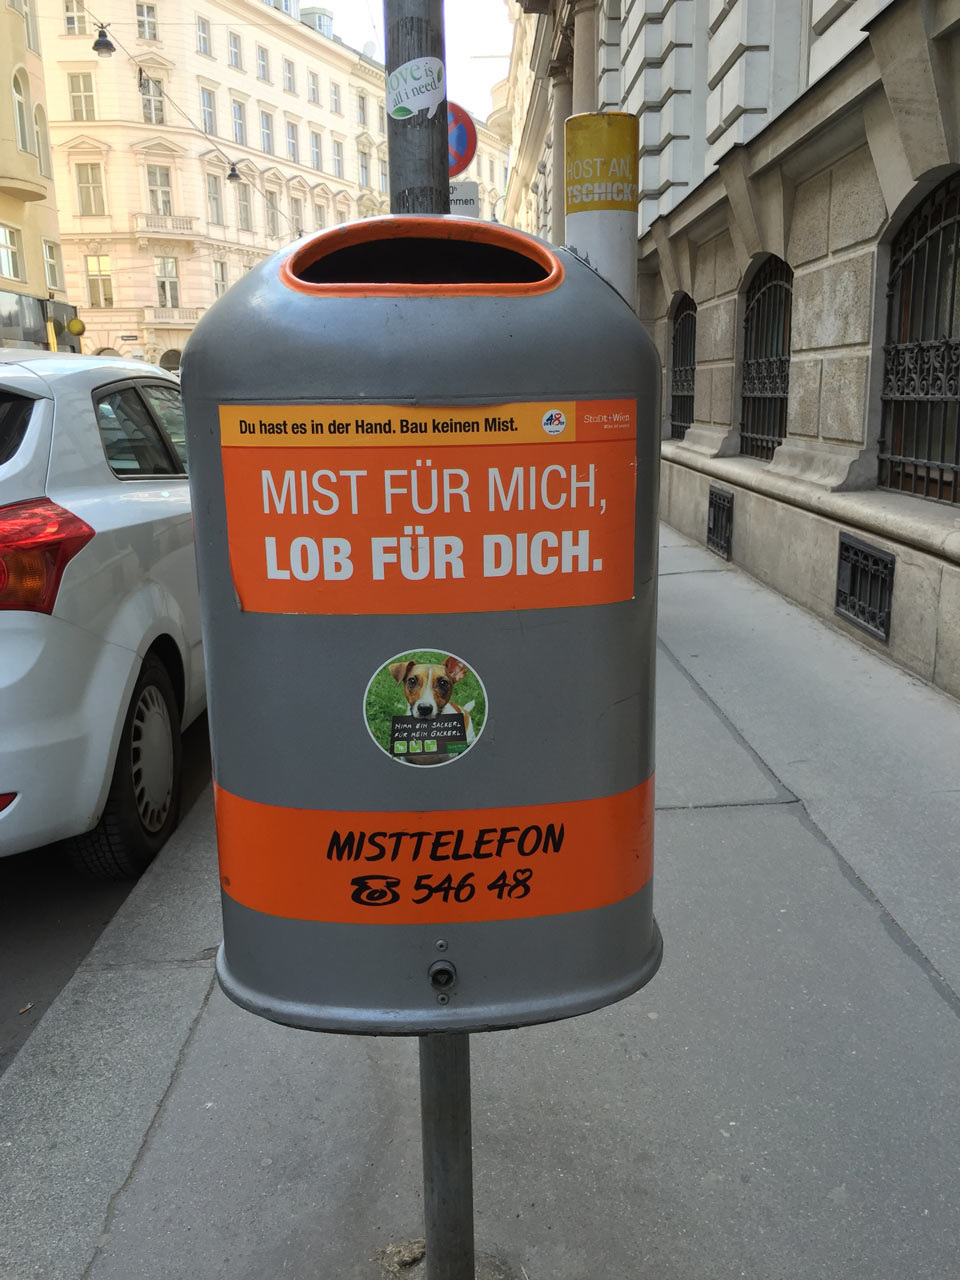 love is
all i need!
HOST AN
TSCHICK?
Du hast es in der Hand. Bau keinen Mist.
48
StaDt+Wien
MIST FÜR MICH,
LOB FÜR DICH.
NIMM EIN SACKERL
FÜR MEIN GACKERL
MISTTELEFON
546 48